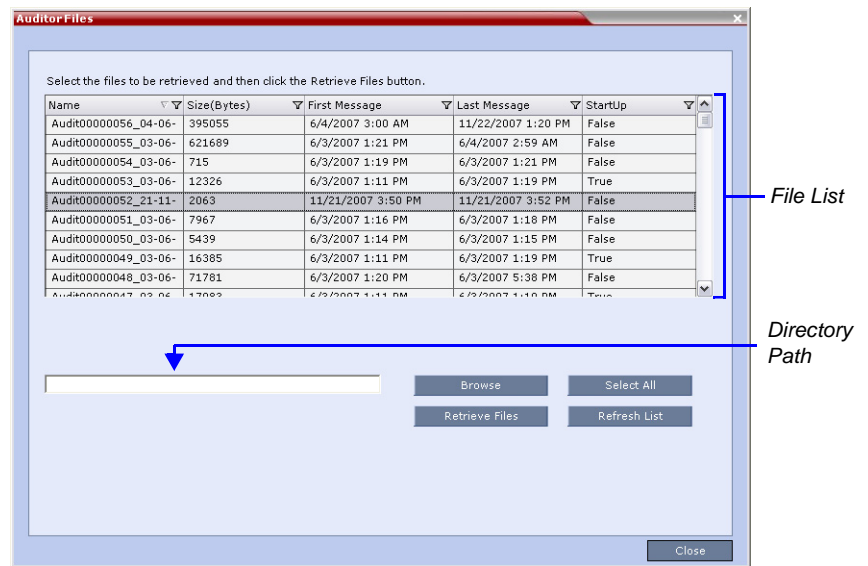 Auditor Files
Select the files to be retrieved and then click the Retrieve Files button.
Name Size(Bytes) First Message Last Message StartUp
Audit00000056_04-06- 395055 6/4/2007 3:00 AM 11/22/2007 1:20 PM False
Audit00000055_03-06- 621689 6/3/2007 1:21 PM 6/4/2007 2:59 AM False
Audit00000054_03-06- 715 6/3/2007 1:19 PM 6/3/2007 1:21 PM False
Audit00000053_03-06- 12326 6/3/2007 1:11 PM 6/3/2007 1:19 PM True
Audit00000052_21-11- 2063 11/21/2007 3:50 PM 11/21/2007 3:52 PM False
Audit00000051_03-06- 7967 6/3/2007 1:16 PM 6/3/2007 1:18 PM False
Audit00000050_03-06- 5439 6/3/2007 1:14 PM 6/3/2007 1:15 PM False
Audit00000049_03-06- 16385 6/3/2007 1:11 PM 6/3/2007 1:19 PM True
Audit00000048_03-06- 71781 6/3/2007 1:20 PM 6/3/2007 5:38 PM False
File List
Directory
Path
Browse Select All
Retrieve Files Refresh List
Close